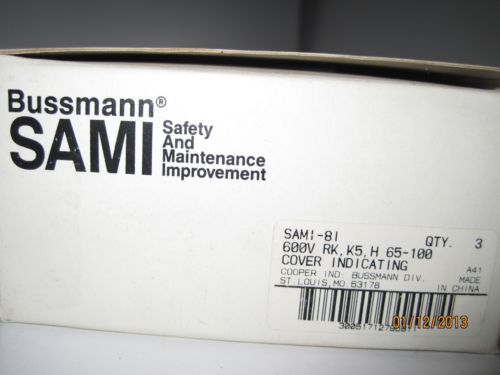 Bussmann®
SAMI Safety And Maintenance Improvement
SAMI-8I QTY. 3
600V RK,K5,H 65-100
COVER INDICATING A41
COOPER IND. BUSSMANN DIV. MADE
ST.LOUIS,MO.63178 IN CHINA
01/12/2013